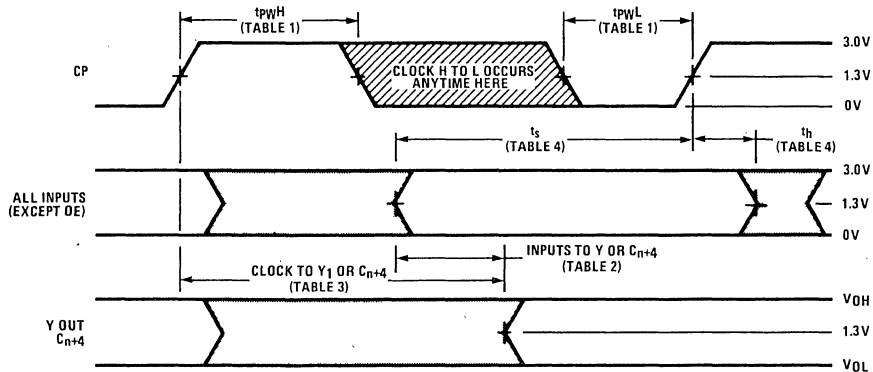 tPWH
(TABLE 1)
tPWL
(TABLE 1)
3.0V
CP
CLOCK H TO L OCCURS
ANYTIME HERE
1.3V
0V
ts
(TABLE 4)
th
(TABLE 4)
3.0V
ALL INPUTS
(EXCEPT OE)
1.3V
0V
INPUTS TO Y OR Cn+4
(TABLE 2)
CLOCK TO Y1 OR Cn+4
(TABLE 3)
VOH
Y OUT
Cn+4
1.3V
VOL